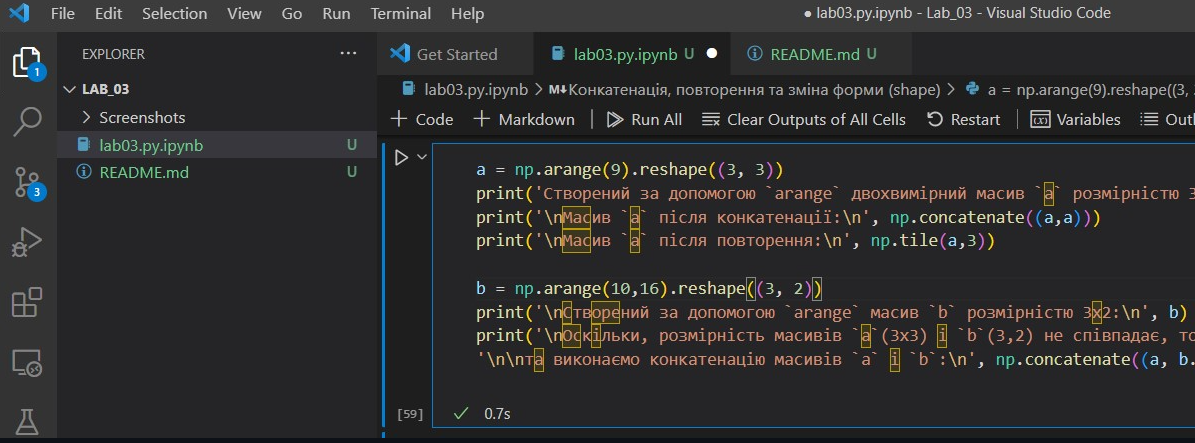 File Edit Selection View Go Run Terminal Help ● lab03.py.ipynb - Lab_03 - Visual Studio Code
EXPLORER ···
LAB_03
Screenshots
lab03.py.ipynb U
README.md U
1
3
Get Started lab03.py.ipynb U ● README.md U
lab03.py.ipynb > M↓Конкатенація, повторення та зміна форми (shape) > a = np.arange(9).reshape((3, 
+ Code + Markdown Run All Clear Outputs of All Cells Restart (x) Variables
a = np.arange(9).reshape((3, 3))
print('Створений за допомогою `arange` двохвимірний масив `a` розмірністю 3
print('\nМасив `a` після конкатенації:\n', np.concatenate((a,a)))
print('\nМасив `a` після повторення:\n', np.tile(a,3))
b = np.arange(10,16).reshape((3, 2))
print('\nСтворений за допомогою `arange` масив `b` розмірністю 3x2:\n', b)
print('\nОскільки, розмірність масивів `a`(3x3) і `b`(3,2) не співпадає, то
'\n\nта виконаємо конкатенацію масивів `a` і `b`:\n', np.concatenate((a, b.
[59] ✓ 0.7s